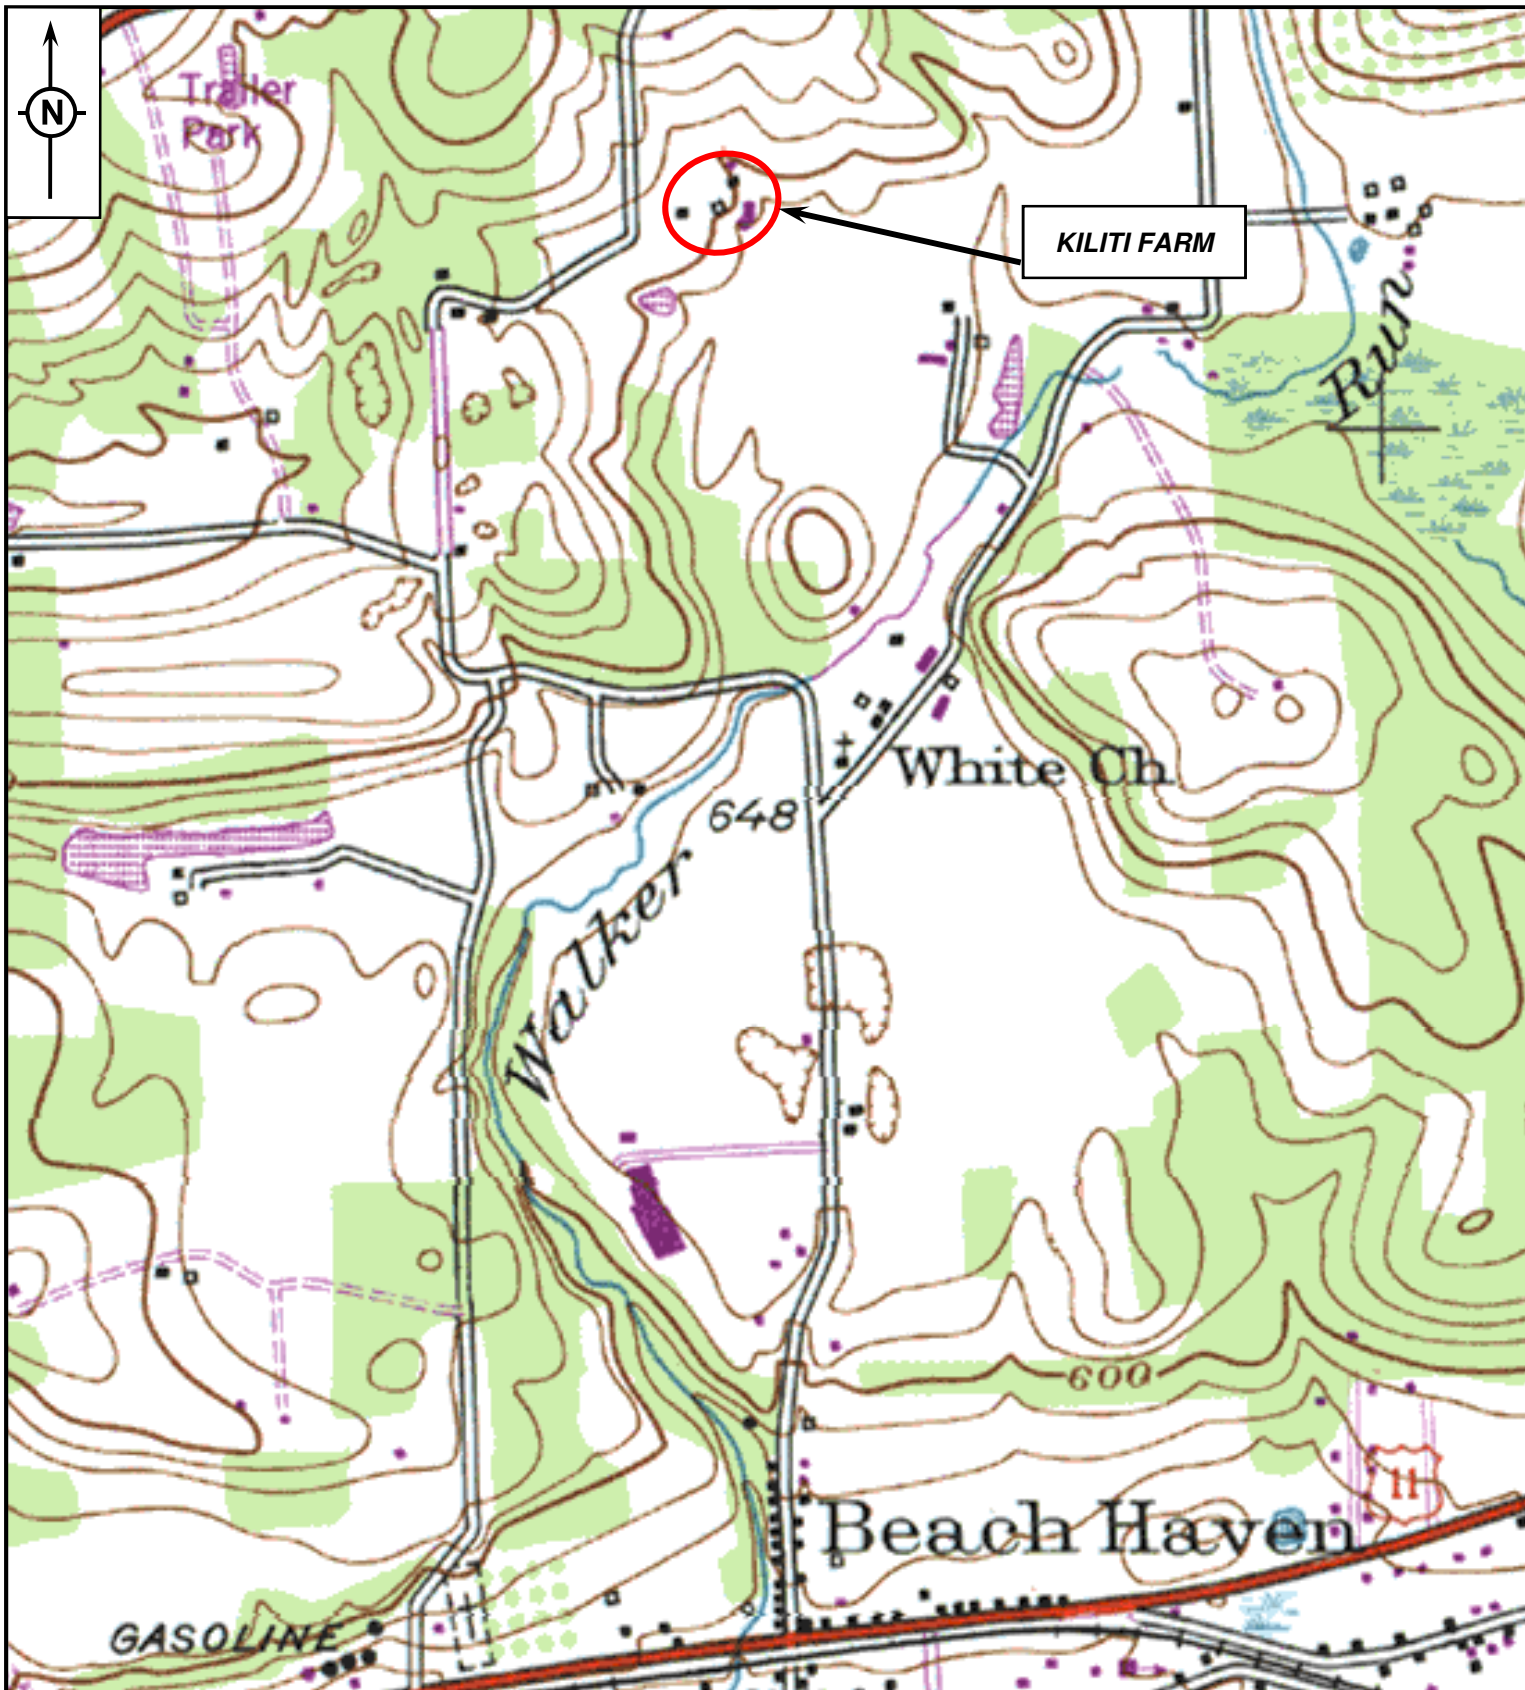 N
Trailer
Park
KILITI FARM
Run
White Ch
648
Walker
600
11
Beach Haven
GASOLINE